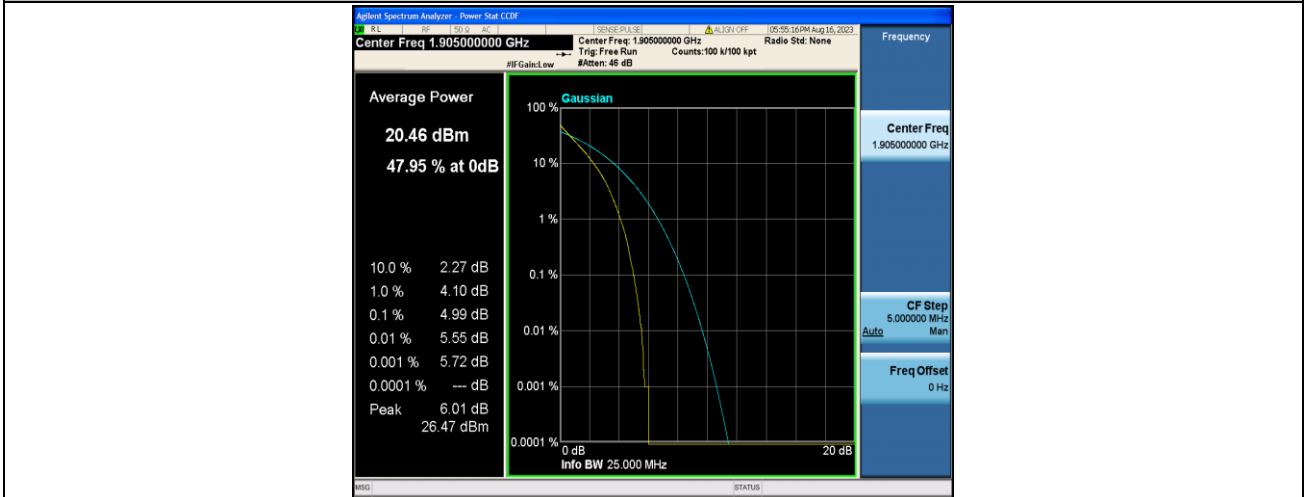 Agilent Spectrum Analyzer - Power Stat CCDF
RL RF 50 Ω AC SENSE:PULSE ALIGN OFF 05:55:16 PM Aug 16, 2023
Center Freq 1.905000000 GHz
Center Freq: 1.905000000 GHz Radio Std: None
Trig: Free Run Counts:100 k/100 kpt
#IFGain:Low #Atten: 46 dB
Frequency
Average Power
20.46 dBm
47.95 % at 0dB
10.0 % 2.27 dB
1.0 % 4.10 dB
0.1 % 4.99 dB
0.01 % 5.55 dB
0.001 % 5.72 dB
0.0001 % --- dB
Peak 6.01 dB
26.47 dBm
Gaussian
100 %
10 %
1 %
0.1 %
0.01 %
0.001 %
0.0001 %
0 dB 20 dB
Info BW 25.000 MHz
Center Freq
1.905000000 GHz
CF Step
5.000000 MHz
Auto Man
Freq Offset
0 Hz
MSG STATUS